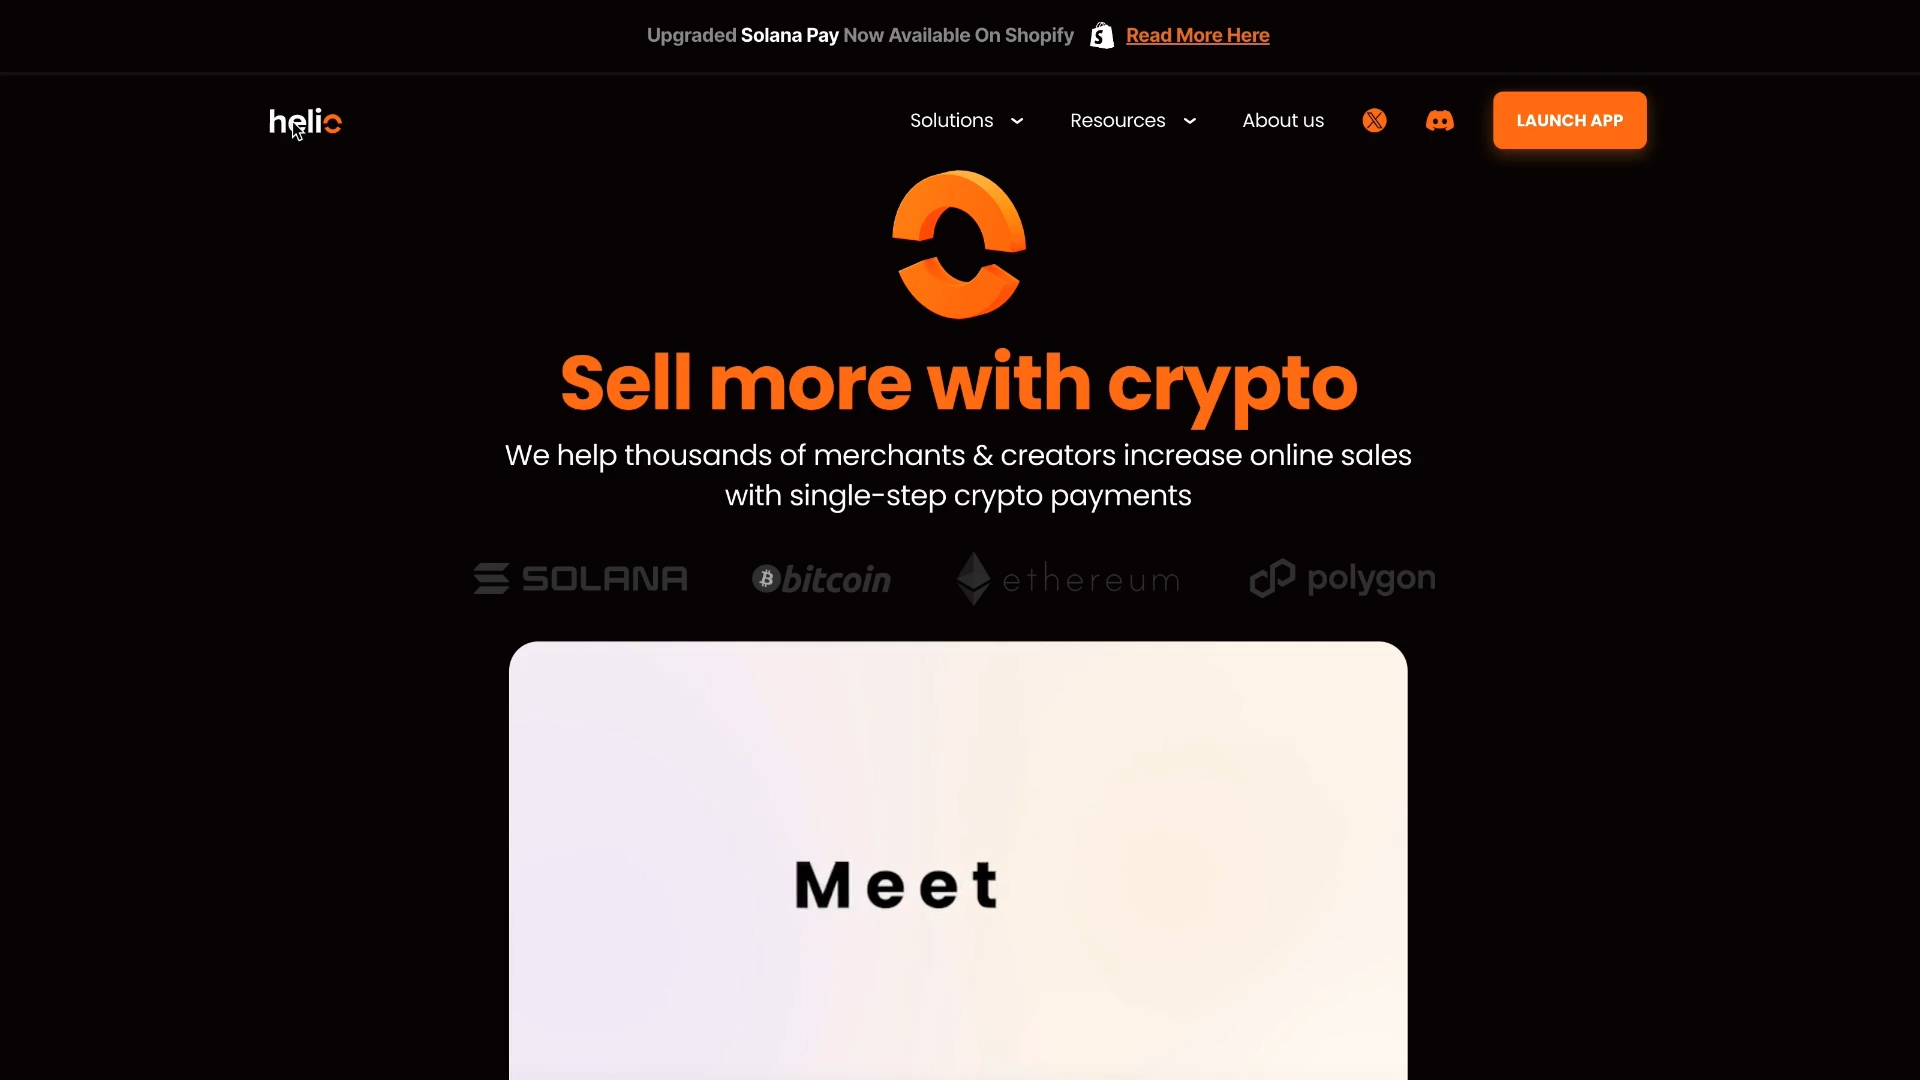 Upgraded Solana Pay Now Available On Shopify Read More Here
helio
Solutions Resources About us LAUNCH APP
Sell more with crypto
We help thousands of merchants & creators increase online sales
with single-step crypto payments
SOLANA bitcoin ethereum polygon
Meet